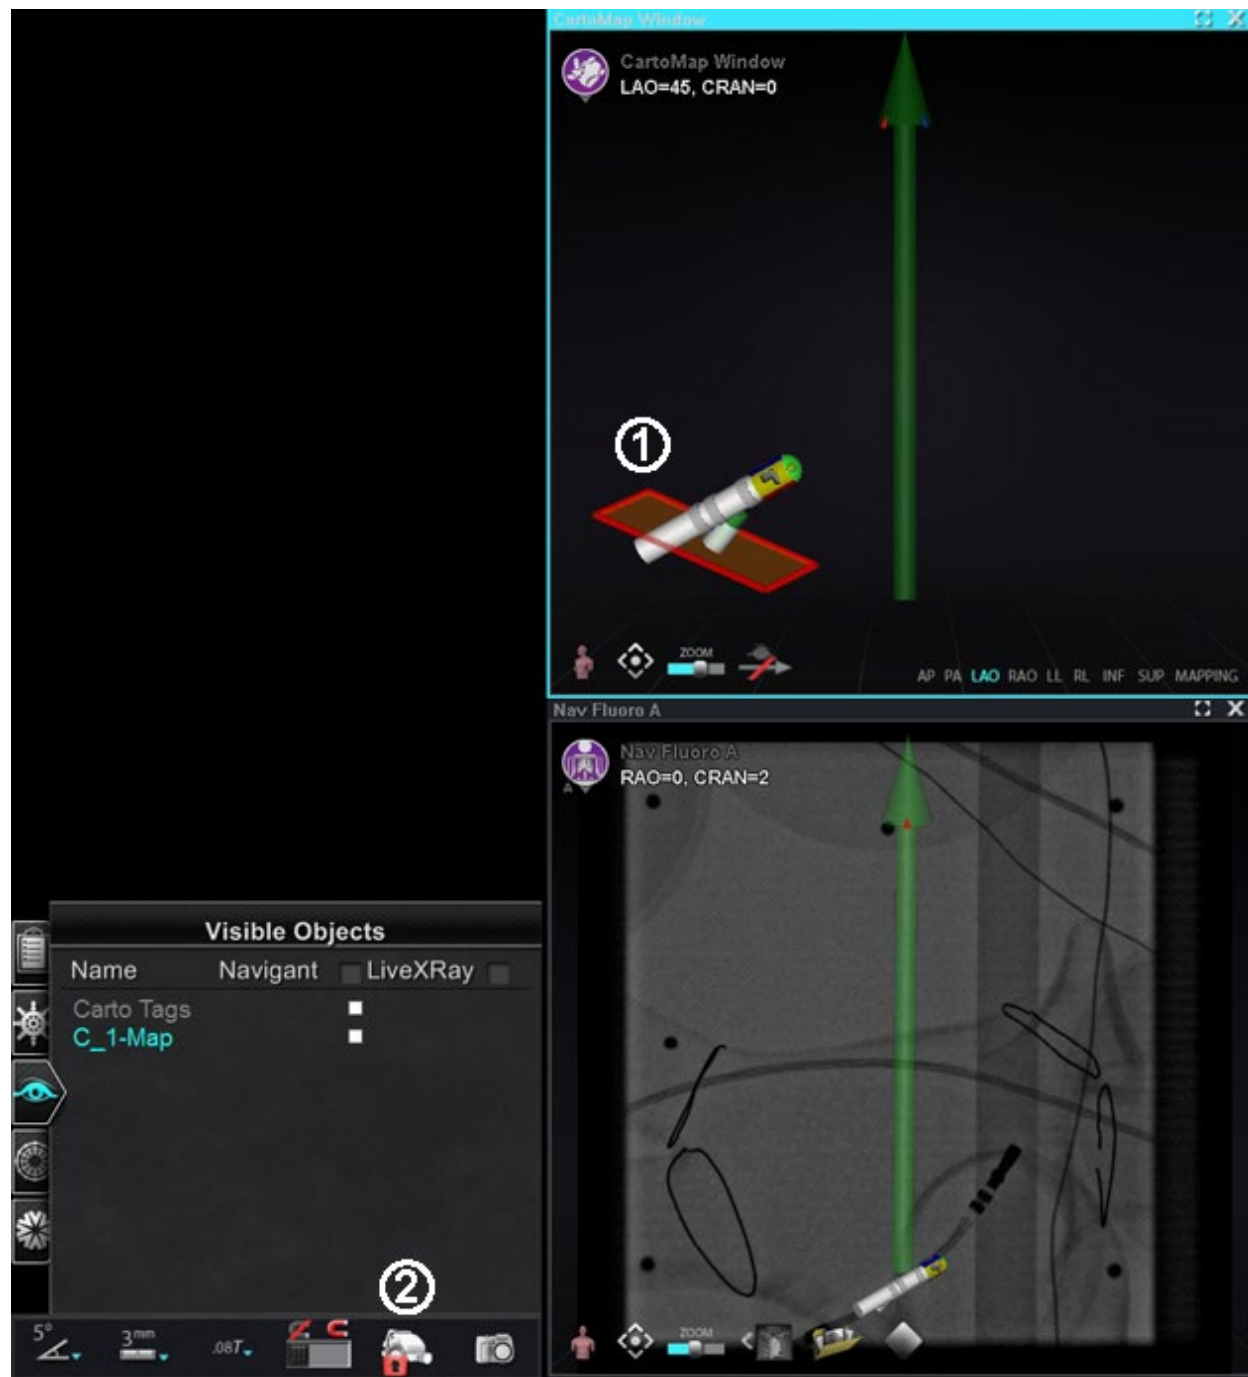 CartoMap Window
CartoMap Window
LAO=45, CRAN=0
1
ZOOM
AP PA LAO RAO LL RL INF SUP MAPPING
Nav Fluoro A
Nav Fluoro A
RAO=0, CRAN=2
A
ZOOM
Visible Objects
Name Navigant LiveXRay
Carto Tags
C_1-Map
2
5° 3mm .08T